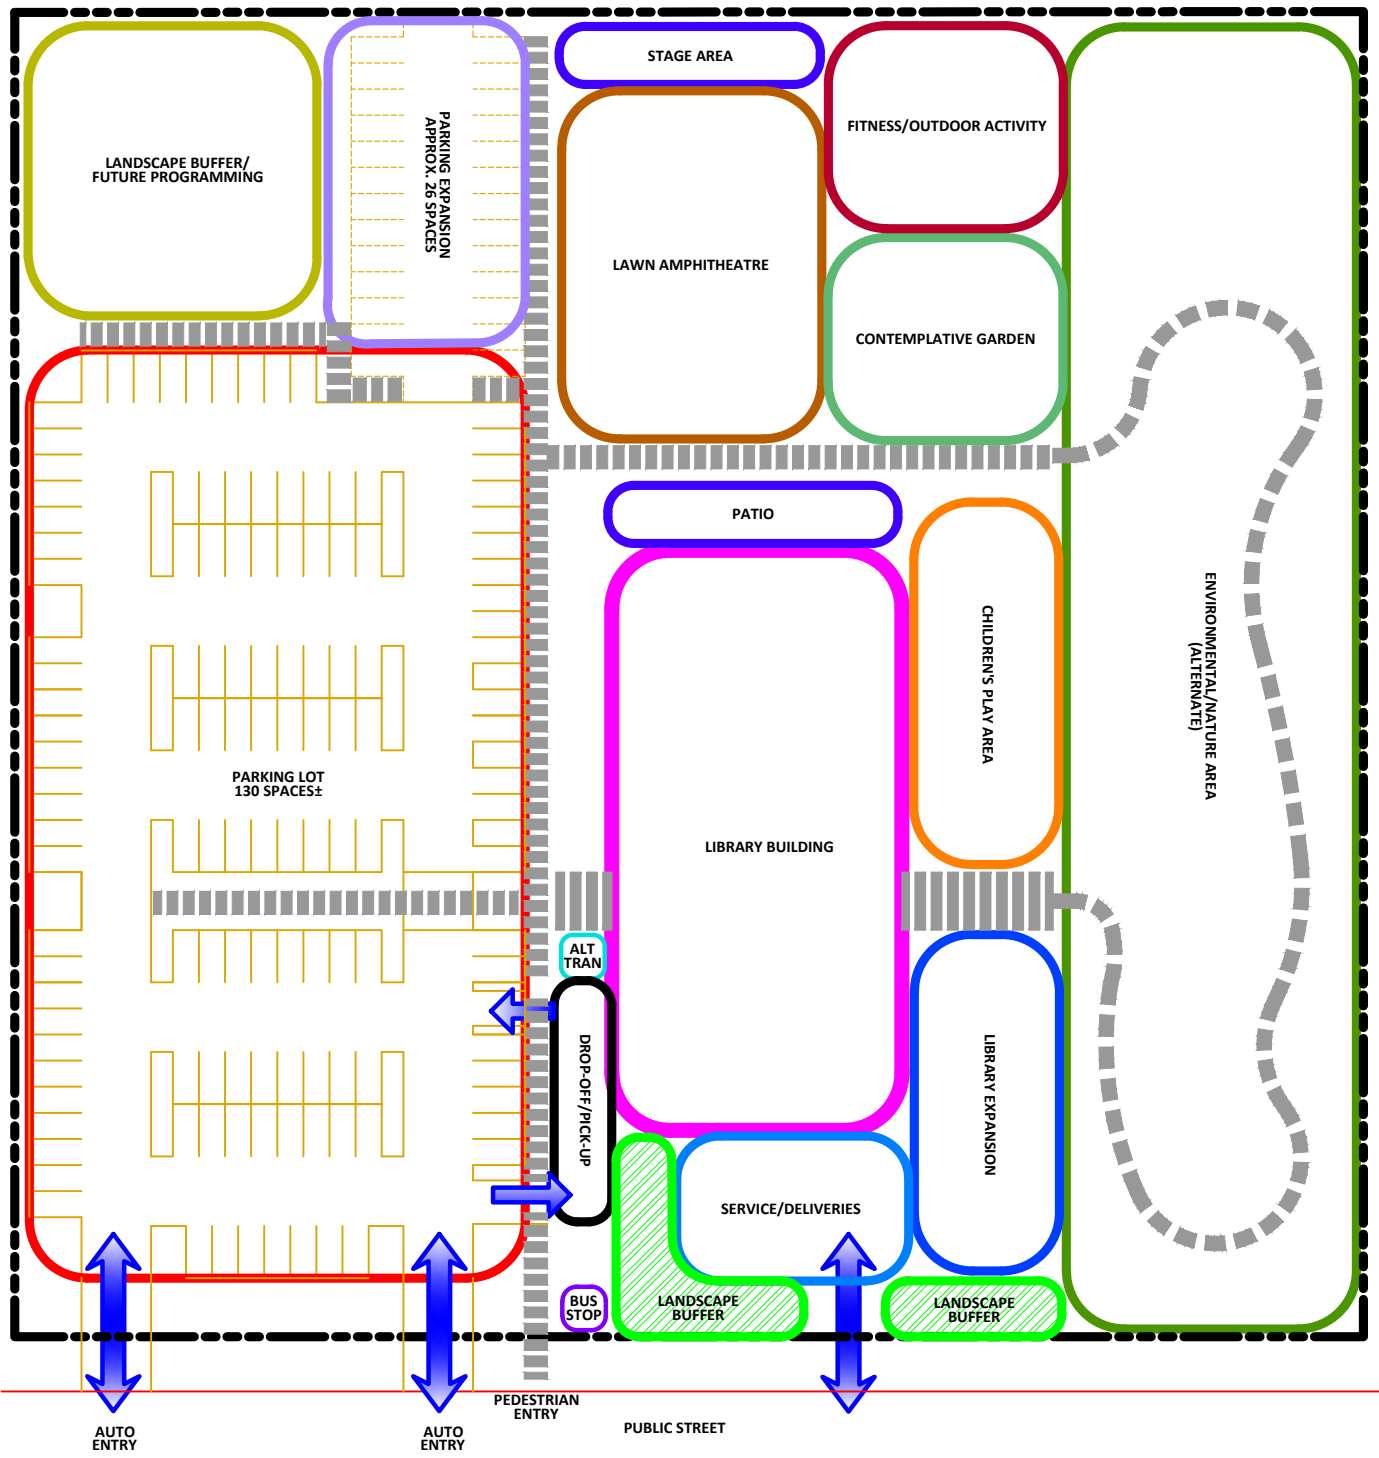 STAGE AREA
FITNESS/OUTDOOR ACTIVITY
LANDSCAPE BUFFER/
FUTURE PROGRAMMING
PARKING EXPANSION
APPROX. 26 SPACES
LAWN AMPHITHEATRE
CONTEMPLATIVE GARDEN
PATIO
CHILDREN'S PLAY AREA
ENVIRONMENTAL/NATURE AREA
(ALTERNATE)
PARKING LOT
130 SPACES±
LIBRARY BUILDING
ALT
TRAN
DROP-OFF/PICK-UP
LIBRARY EXPANSION
SERVICE/DELIVERIES
BUS
STOP
LANDSCAPE
BUFFER
LANDSCAPE
BUFFER
PEDESTRIAN
ENTRY
AUTO
ENTRY
AUTO
ENTRY
PUBLIC STREET